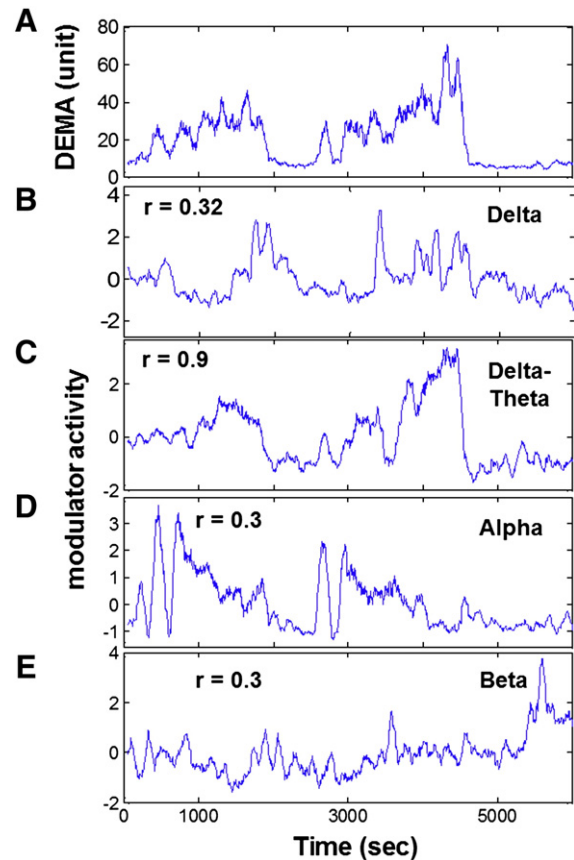 A
DEMA (unit)
80
60
40
20
0
B
r = 0.32
Delta
4
2
0
-2
C
r = 0.9
Delta-
Theta
2
0
-2
modulator activity
D
r = 0.3
Alpha
3
2
1
0
-1
E
r = 0.3
Beta
4
2
0
-2
0 1000 3000 5000
Time (sec)